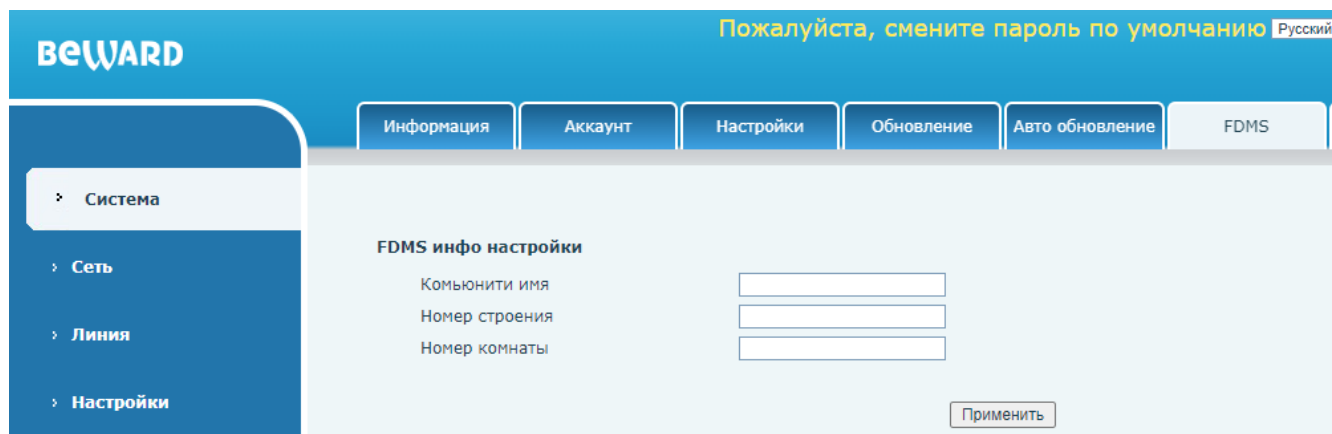 Пожалуйста, смените пароль по умолчанию Русский
BEWARD
Информация Аккаунт Настройки Обновление Авто обновление FDMS
Система
Сеть
Линия
Настройки
FDMS инфо настройки
Комьюнити имя
Номер строения
Номер комнаты
Применить